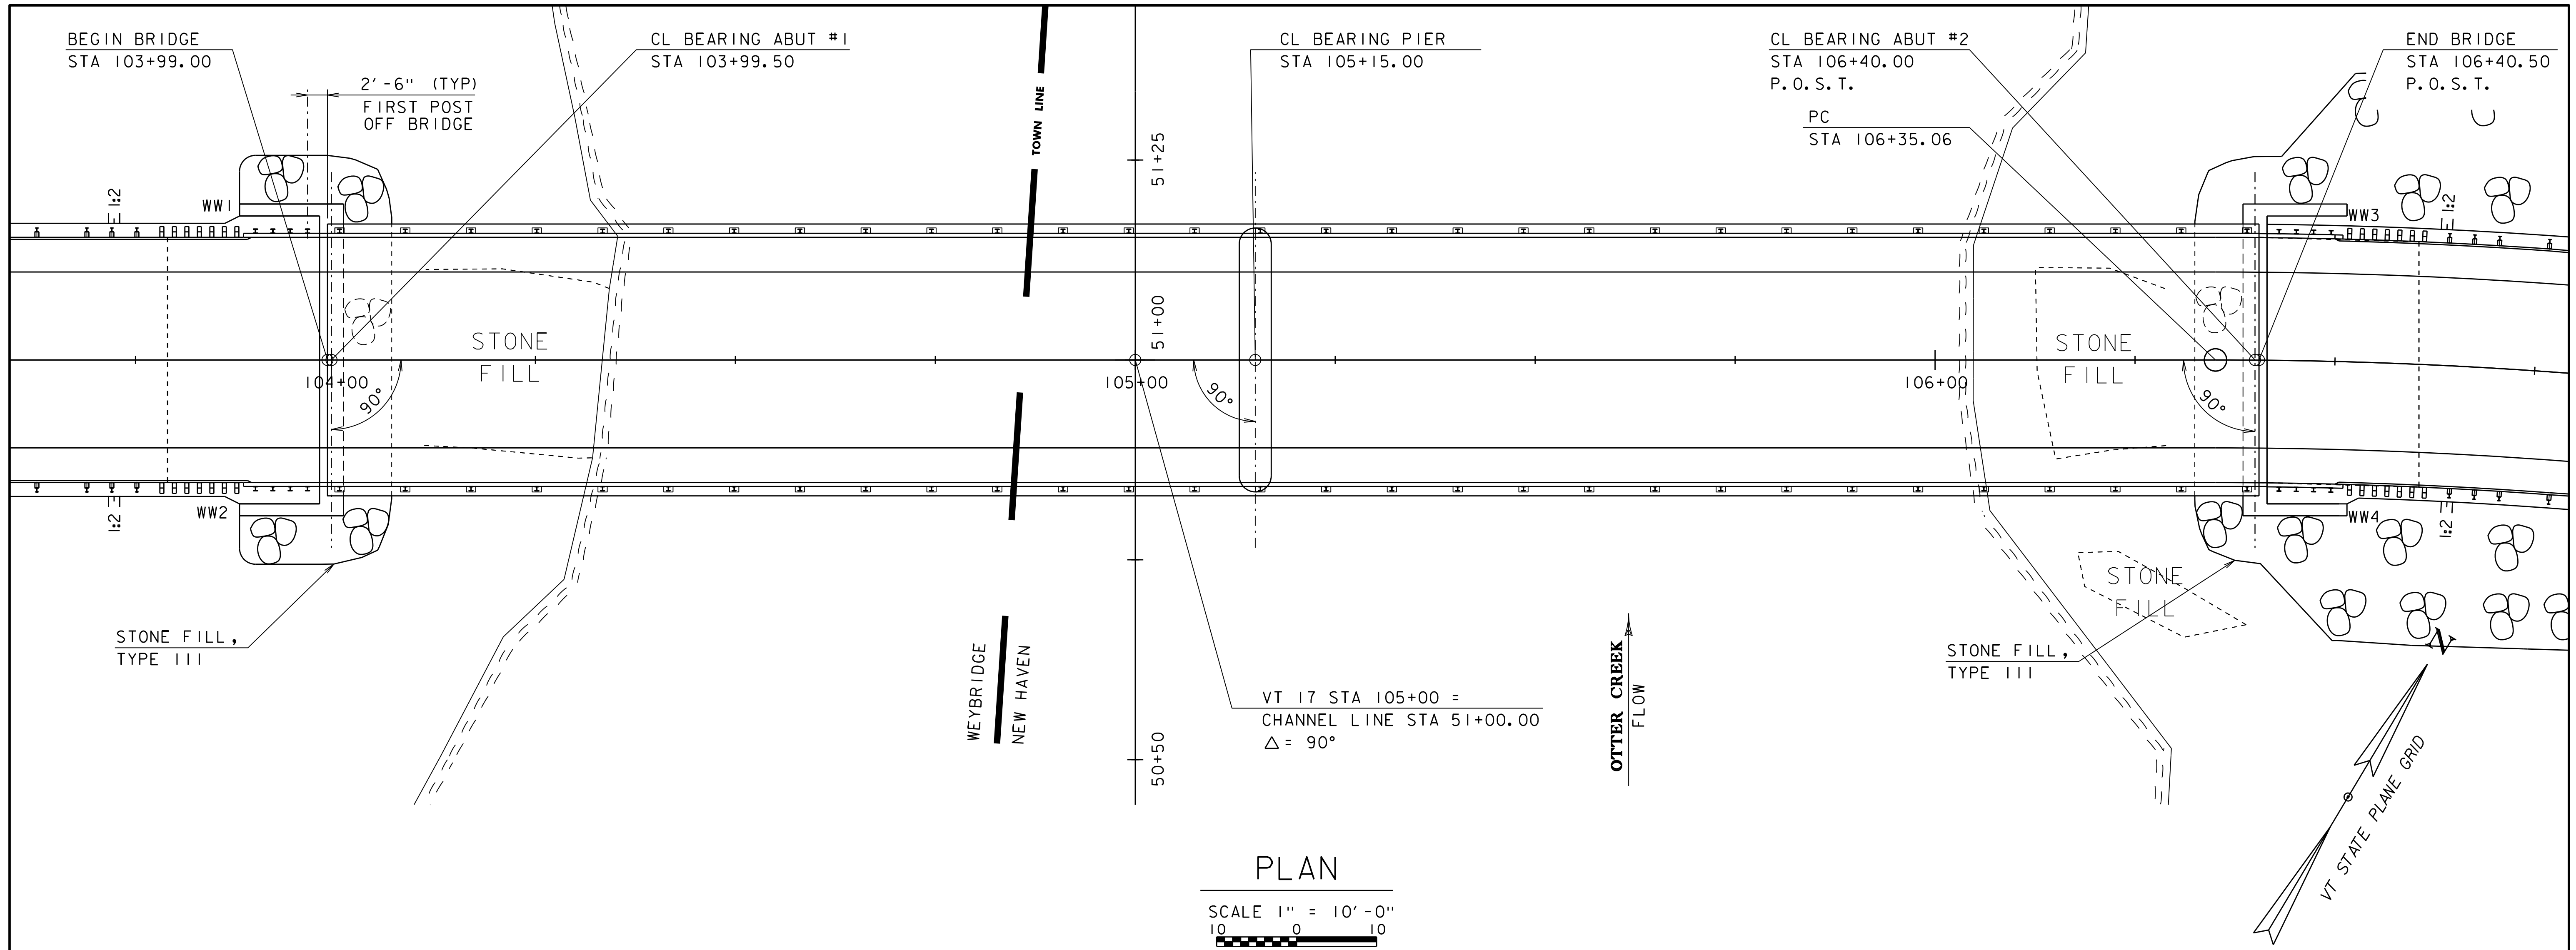 BEGIN BRIDGE
STA 103+99.00
2'-6" (TYP)
FIRST POST
OFF BRIDGE
CL BEARING ABUT #1
STA 103+99.50
TOWN LINE
CL BEARING PIER
STA 105+15.00
CL BEARING ABUT #2
STA 106+40.00
P.O.S.T.
PC
STA 106+35.06
END BRIDGE
STA 106+40.50
P.O.S.T.
51+25
1:2
WW1
WW3
1:2
51+00
STONE
FILL
STONE
FILL
104+00
105+00
106+00
90°
90°
90°
1:2
WW2
WW4
1:2
STONE
FILL
STONE FILL,
TYPE III
WEYBRIDGE
NEW HAVEN
50+50
VT 17 STA 105+00 =
CHANNEL LINE STA 51+00.00
△= 90°
OTTER CREEK
FLOW
STONE FILL,
TYPE III
N
VT STATE PLANE GRID
PLAN
SCALE 1" = 10'-0"
10 0 10